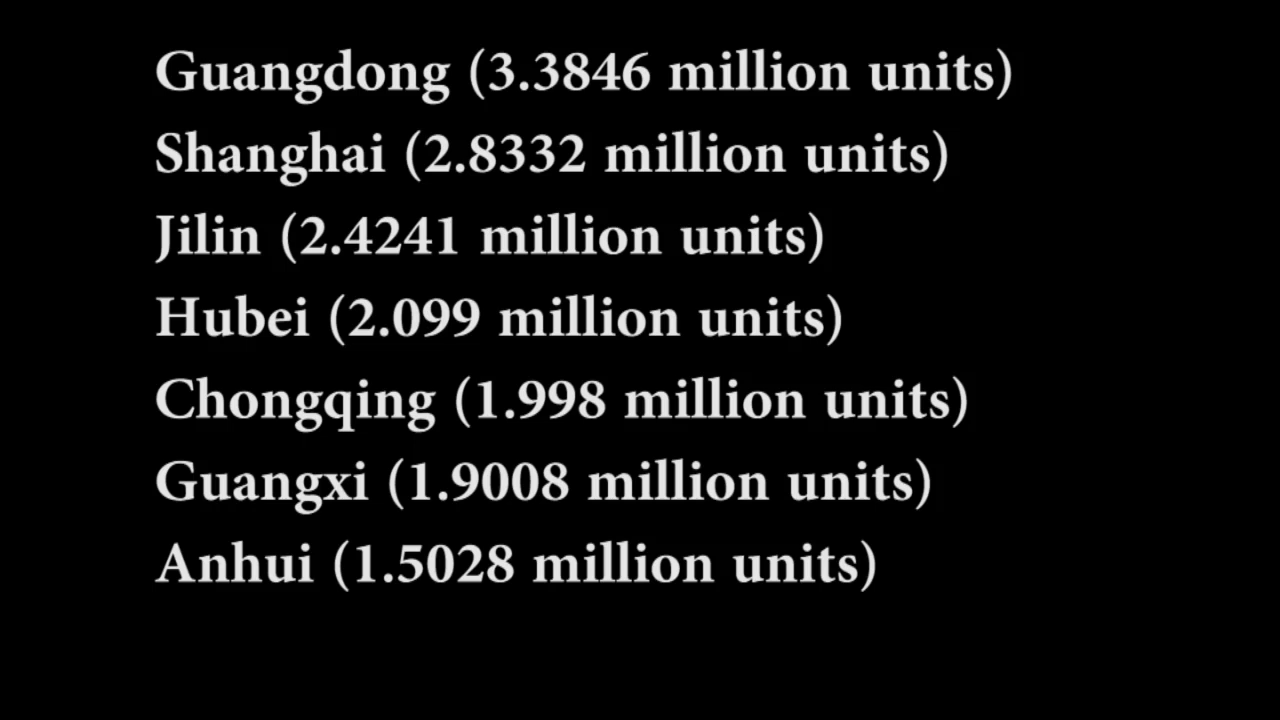 Guangdong (3.3846 million units)
Shanghai (2.8332 million units)
Jilin (2.4241 million units)
Hubei (2.099 million units)
Chongqing (1.998 million units)
Guangxi (1.9008 million units)
Anhui (1.5028 million units)